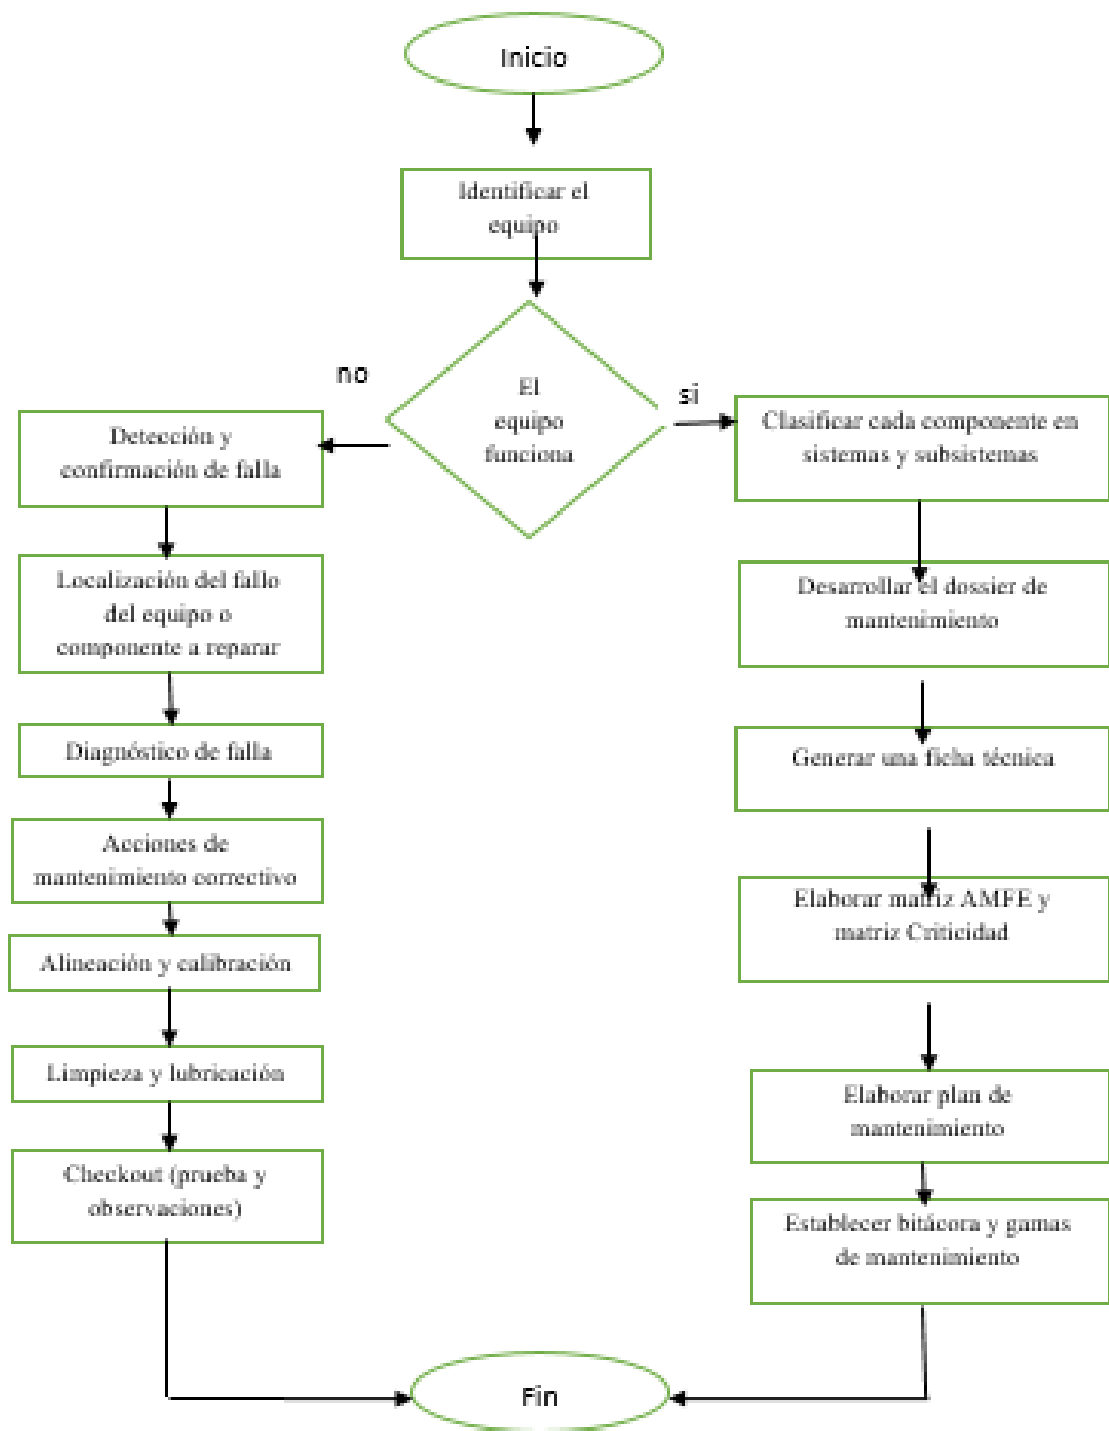 Inicio
Identificar el
equipo
no
si
El
equipo
funciona
Detección y
confirmación de falla
Localización del fallo
del equipo o
componente a reparar
Diagnóstico de falla
Acciones de
mantenimiento correctivo
Alineación y calibración
Limpieza y lubricación
Checkout (prueba y
observaciones)
Clasificar cada componente en
sistemas y subsistemas
Desarrollar el dossier de
mantenimiento
Generar una ficha técnica
Elaborar matriz AMFE y
matriz Criticidad
Elaborar plan de
mantenimiento
Establecer bitácora y gamas
de mantenimiento
Fin